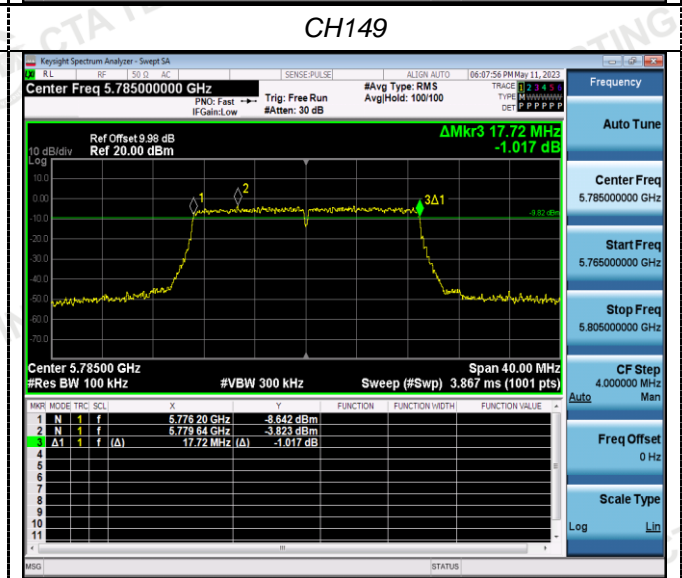 CH149
Keysight Spectrum Analyzer - Swept SA
RL RF 50 Ω AC SENSE:PULSE ALIGN AUTO 06:07:56 PM May 11, 2023
Center Freq 5.785000000 GHz #Avg Type: RMS TRACE 1 2 3 4 5 6
PNO: Fast Trig: Free Run Avg|Hold: 100/100 TYPE M WWWWW
IFGain:Low #Atten: 30 dB DET P P P P P P
Ref Offset 9.98 dB ΔMkr3 17.72 MHz
10 dB/div Ref 20.00 dBm -1.017 dB
Log
10.0
0.00
-10.0
-20.0
-30.0
-40.0
-50.0
-60.0
-70.0
1
2
3Δ1
-9.82 dBm
Center 5.78500 GHz Span 40.00 MHz
#Res BW 100 kHz #VBW 300 kHz Sweep (#Swp) 3.867 ms (1001 pts)
MKR MODE TRC SCL X Y FUNCTION FUNCTION WIDTH FUNCTION VALUE
1 N 1 f 5.776 20 GHz -8.642 dBm
2 N 1 f 5.779 64 GHz -3.823 dBm
3 Δ1 1 f (Δ) 17.72 MHz (Δ) -1.017 dB
4
5
6
7
8
9
10
11
MSG STATUS
Frequency
Auto Tune
Center Freq
5.785000000 GHz
Start Freq
5.765000000 GHz
Stop Freq
5.805000000 GHz
CF Step
4.000000 MHz
Auto Man
Freq Offset
0 Hz
Scale Type
Log Lin